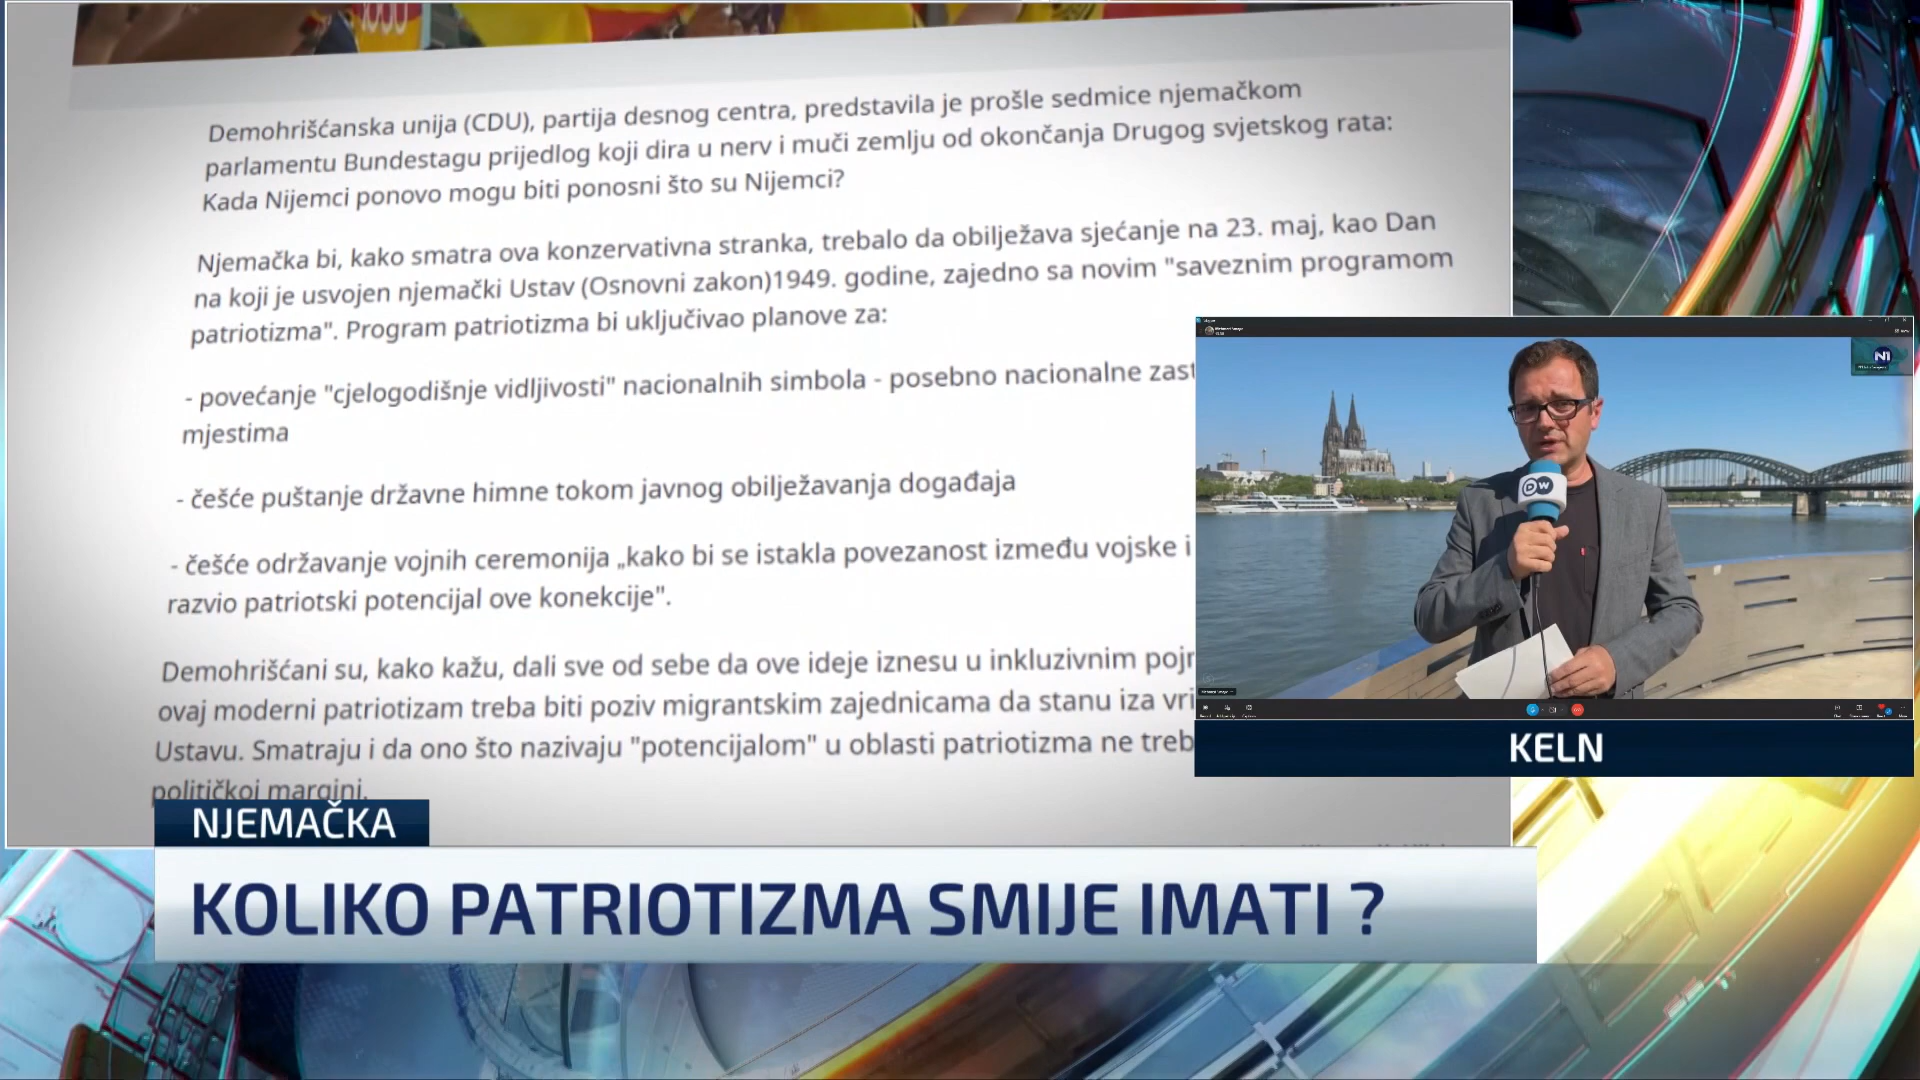 Demohrišćanska unija (CDU), partija desnog centra, predstavila je prošle sedmice njemačkom
parlamentu Bundestagu prijedlog koji dira u nerv i muči zemlju od okončanja Drugog svjetskog rata:
Kada Nijemci ponovo mogu biti ponosni što su Nijemci?
Njemačka bi, kako smatra ova konzervativna stranka, trebalo da obilježava sjećanje na 23. maj, kao Dan
na koji je usvojen njemački Ustav (Osnovni zakon)1949. godine, zajedno sa novim "saveznim programom
patriotizma". Program patriotizma bi uključivao planove za:
- povećanje "cjelogodišnje vidljivosti" nacionalnih simbola - posebno nacionalne zast
mjestima
- češće puštanje državne himne tokom javnog obilježavanja događaja
- češće održavanje vojnih ceremonija „kako bi se istakla povezanost između vojske i
razvio patriotski potencijal ove konekcije".
Demohrišćani su, kako kažu, dali sve od sebe da ove ideje iznesu u inkluzivnim pojr
ovaj moderni patriotizam treba biti poziv migrantskim zajednicama da stanu iza vri
Ustavu. Smatraju i da ono što nazivaju "potencijalom" u oblasti patriotizma ne treb
političkoj margini.
N1
DW
KELN
NJEMAČKA
KOLIKO PATRIOTIZMA SMIJE IMATI ?